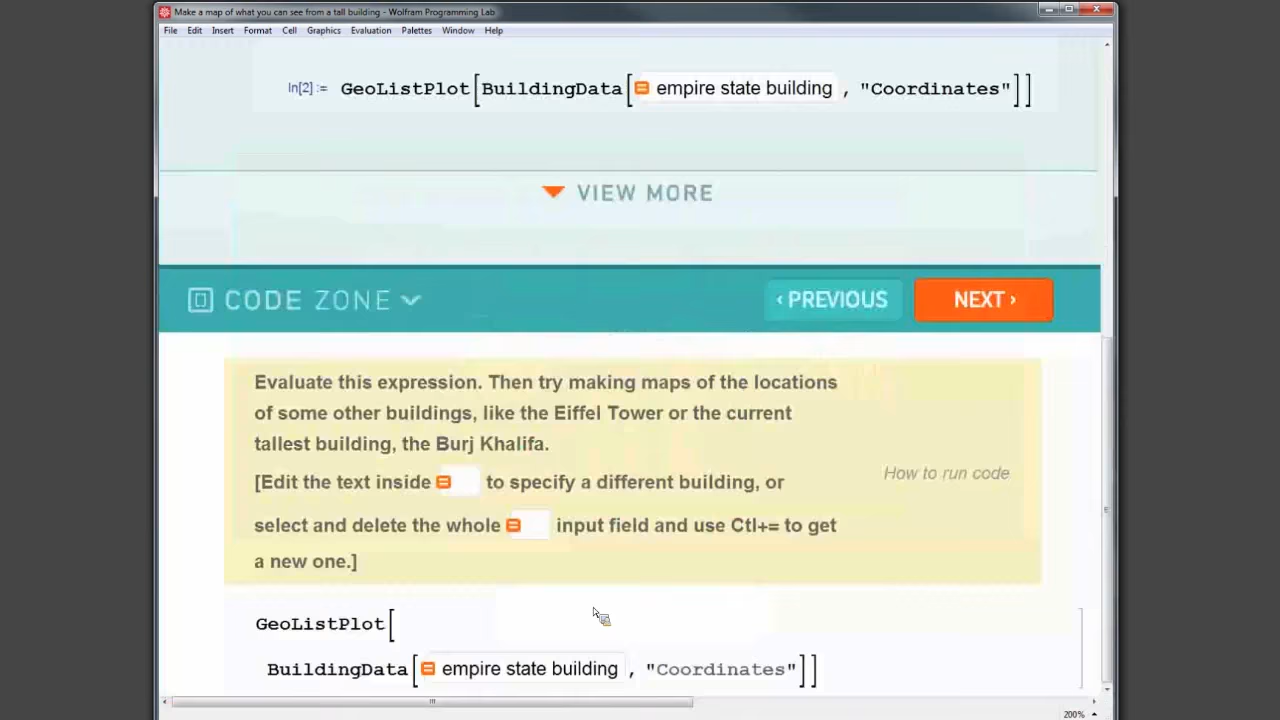 Make a map of what you can see from a tall building - Wolfram Programming Lab
File Edit Insert Format Cell Graphics Evaluation Palettes Window Help
In[2]:= GeoListPlot[BuildingData[= empire state building , "Coordinates"]]
VIEW MORE
CODE ZONE ‹ PREVIOUS NEXT ›
Evaluate this expression. Then try making maps of the locations
of some other buildings, like the Eiffel Tower or the current
tallest building, the Burj Khalifa.
[Edit the text inside = to specify a different building, or
How to run code
select and delete the whole = input field and use Ctl+= to get
a new one.]
GeoListPlot[
BuildingData[= empire state building , "Coordinates"]]
200%